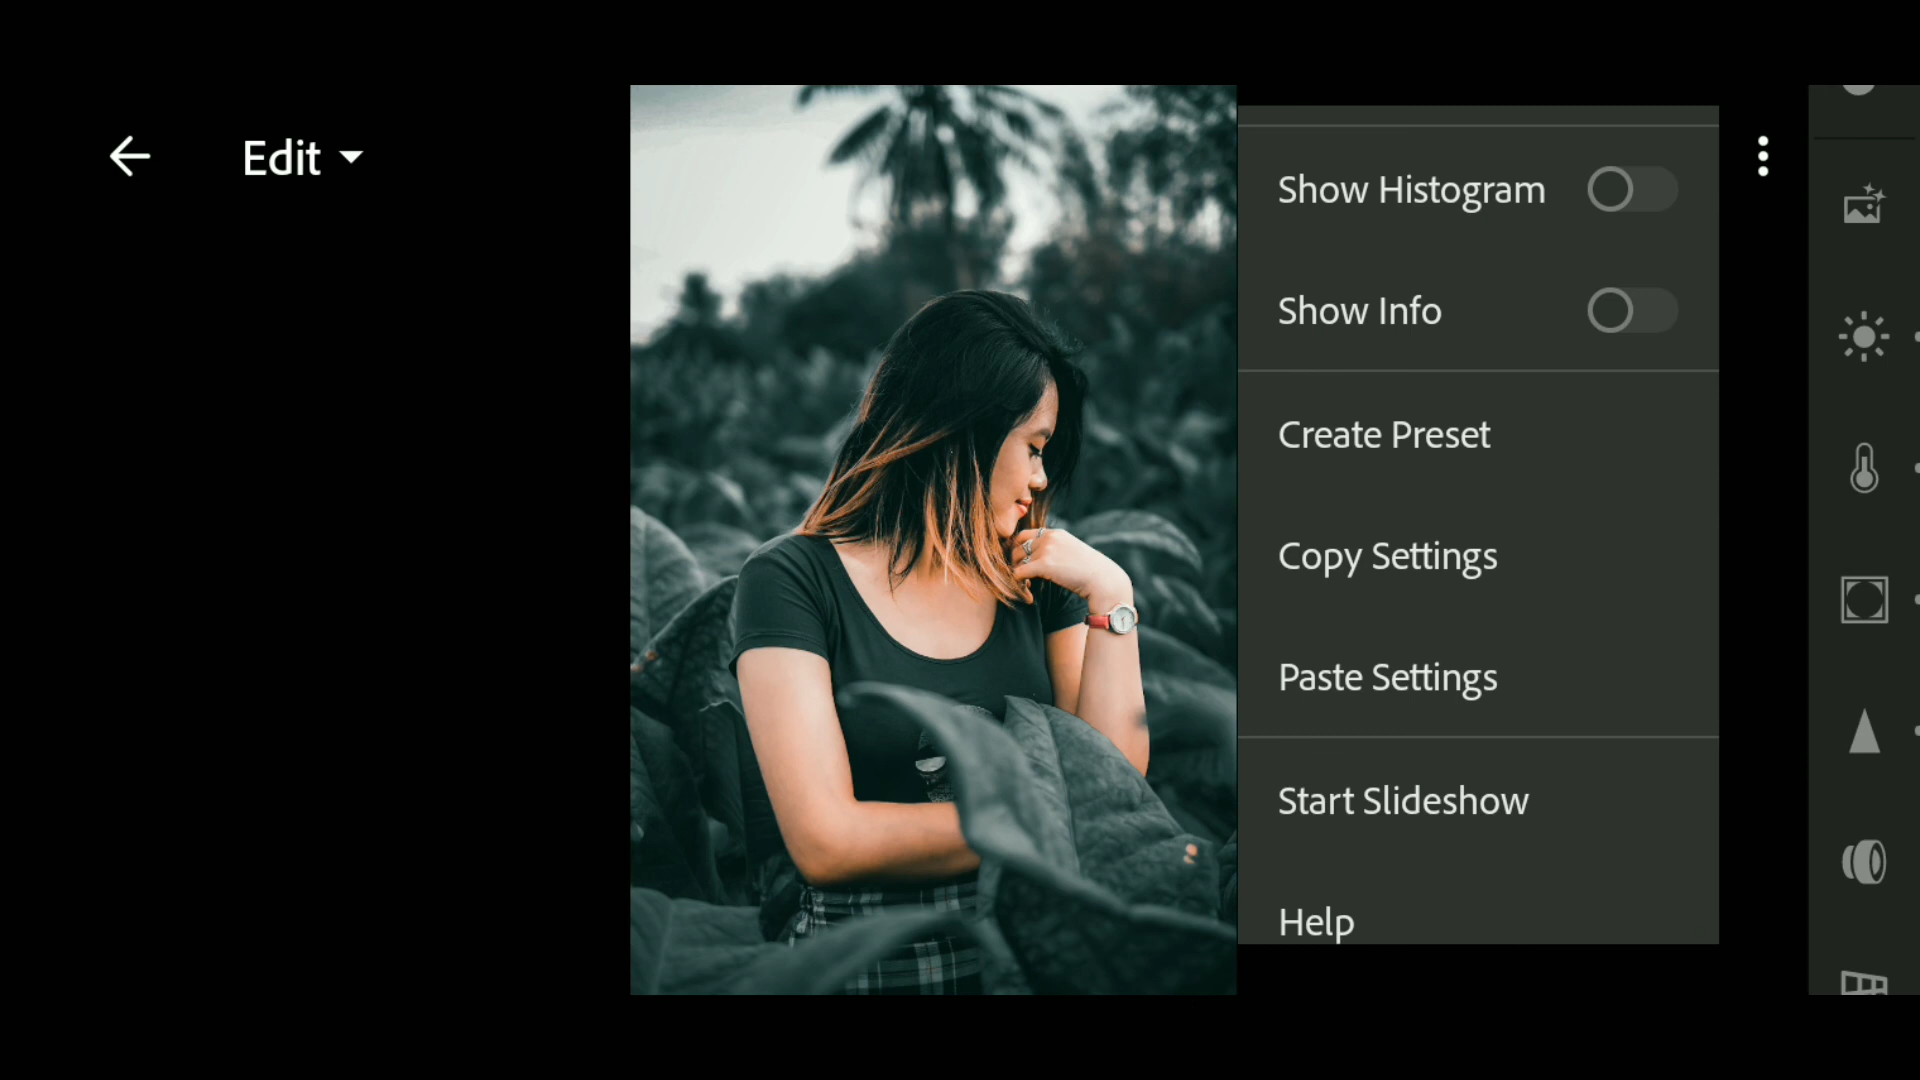 Edit
Show Histogram
Show Info
Create Preset
Copy Settings
Paste Settings
Start Slideshow
Help